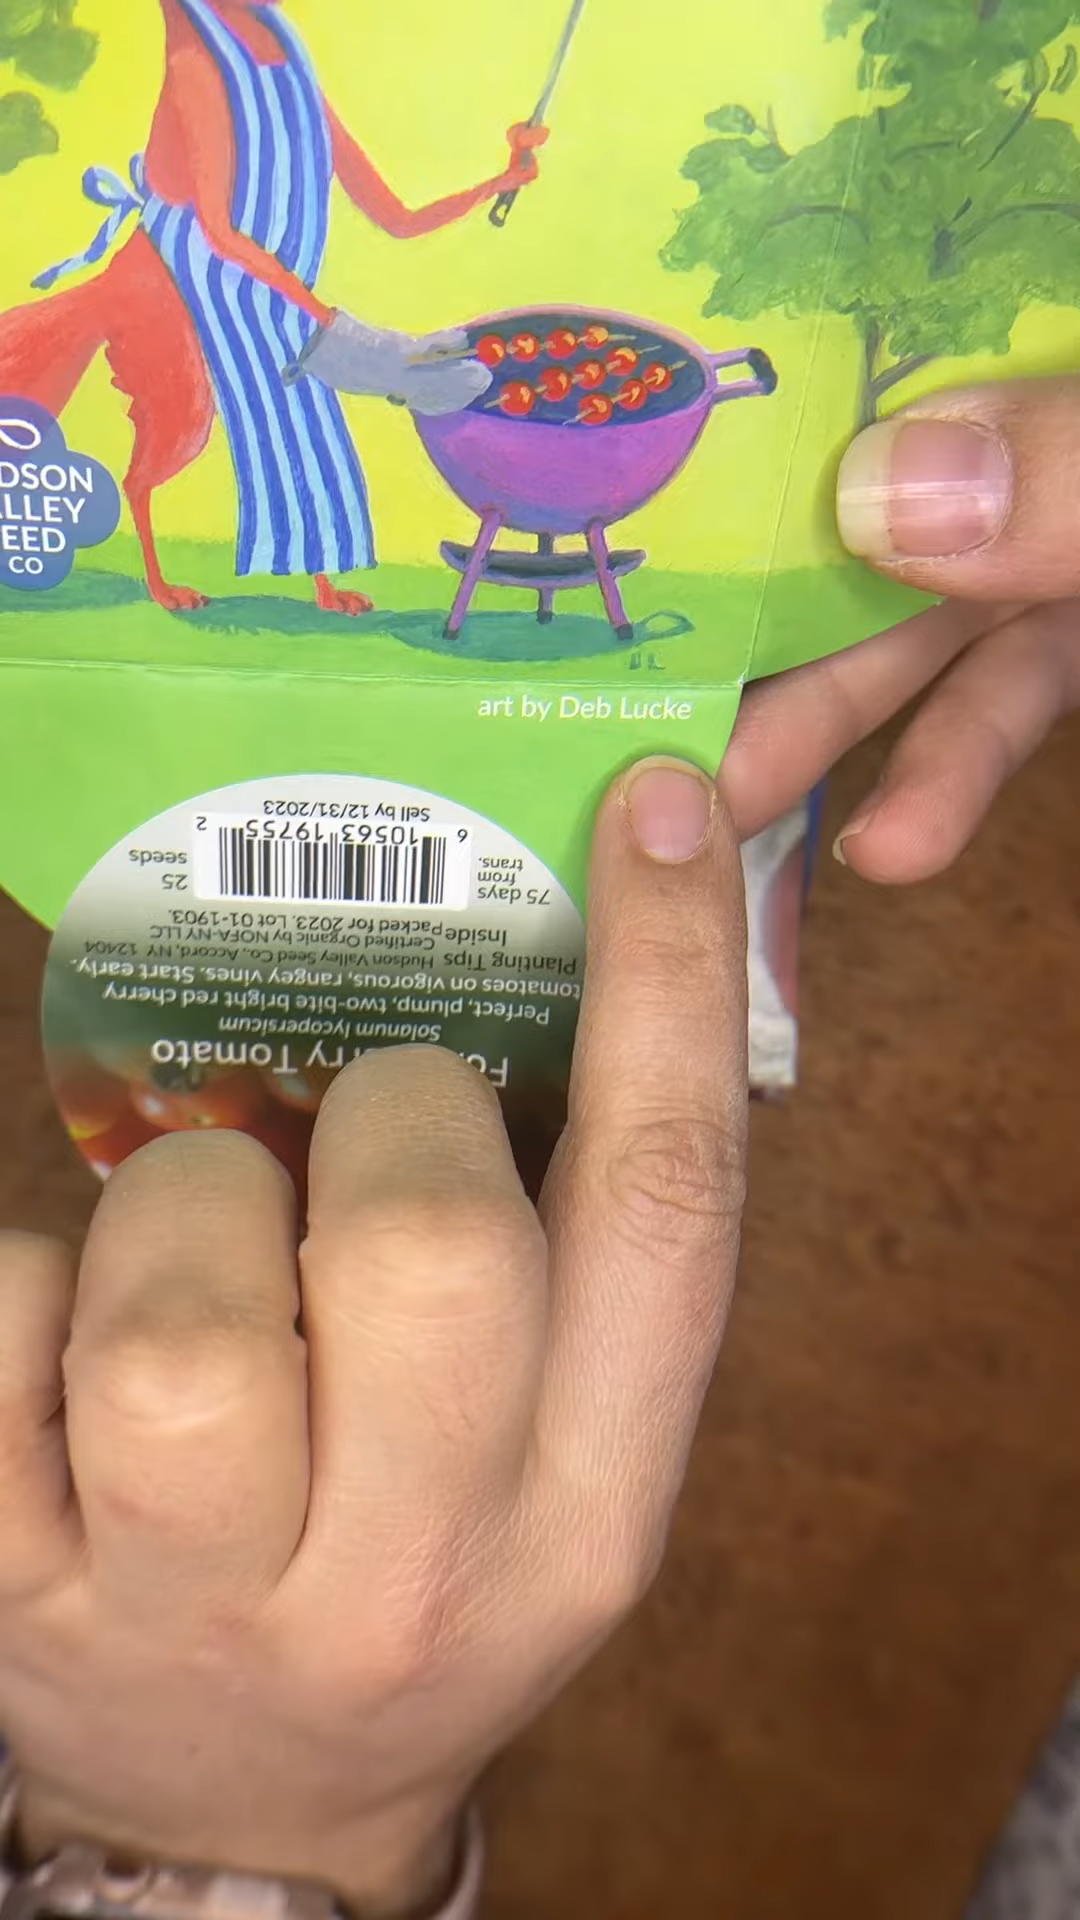 DSON
LLEY
EED
CO
art by Deb Lucke
Tomato
Solanum lycopersicum
Perfect, plump, two-bite bright red cherry
tomatoes on vigorous, rangey vines. Start early.
Planting Tips Hudson Valley Seed Co., Accord, NY 12404
Inside Certified Organic by NOFA-NY LLC
Packed for 2023. Lot 01-1903.
75 days
from
trans.
25
seeds
6 10563 19755 2
Sell by 12/31/2023